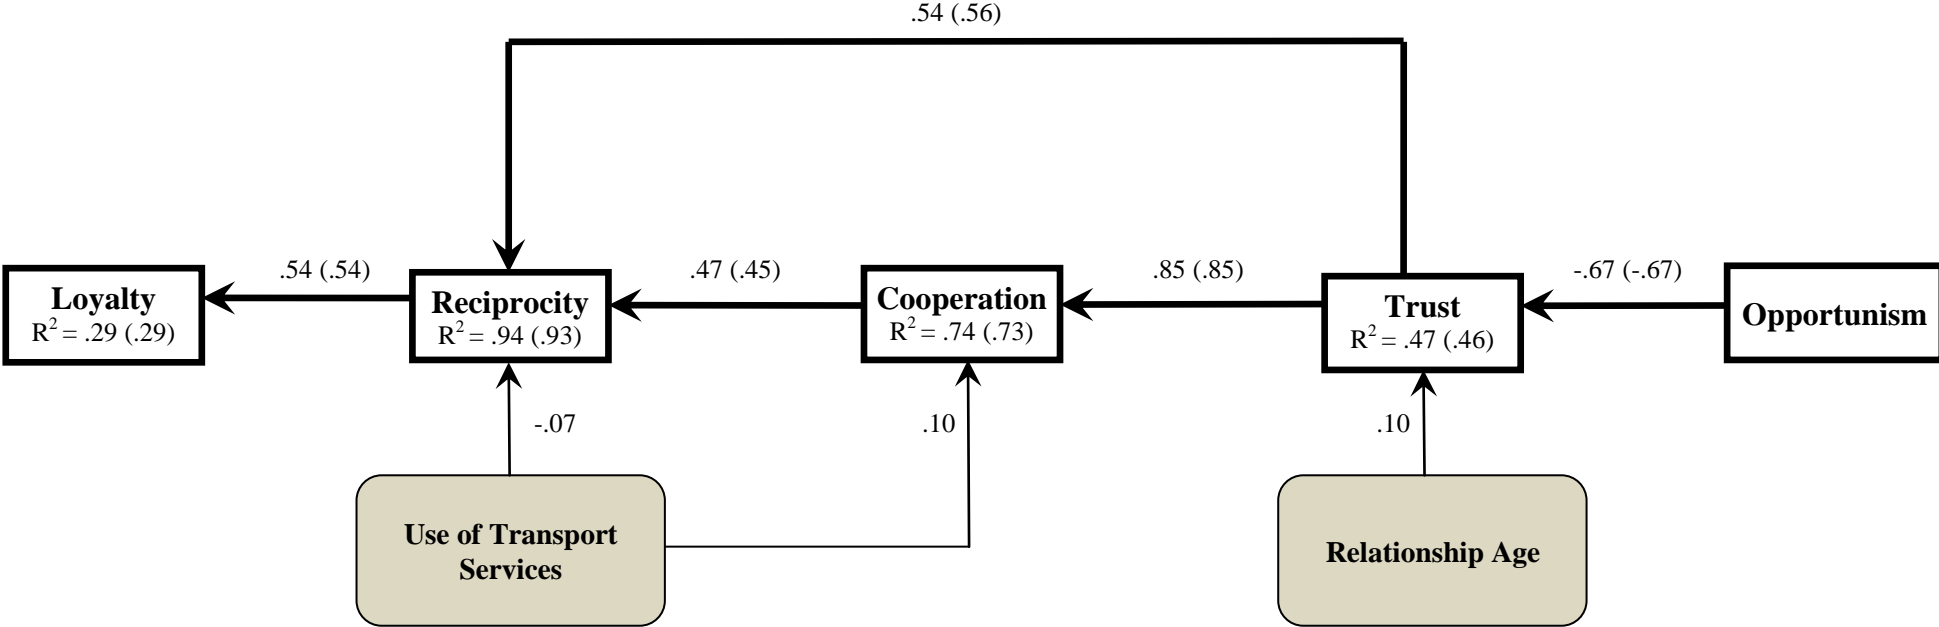 .54 (.56)
.54 (.54)
.47 (.45)
.85 (.85)
-.67 (-.67)
Loyalty
R² = .29 (.29)
Reciprocity
R² = .94 (.93)
Cooperation
R² = .74 (.73)
Trust
R² = .47 (.46)
Opportunism
-.07
.10
.10
Use of Transport
Services
Relationship Age